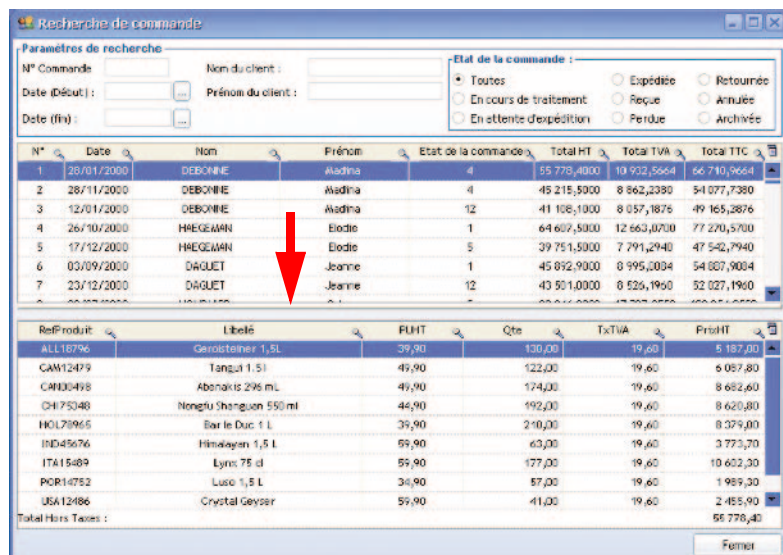 Recherche de commande
Paramètres de recherche
N° Commande
Nom du client :
Date (Début) :
...
Prénom du client :
Date (fin) :
...
Etat de la commande :
Toutes
Expédiée
Retournée
En cours de traitement
Reçue
Annulée
En attente d'expédition
Perdue
Archivée
N° Date Nom Prénom Etat de la commande Total HT Total TVA Total TTC
1 28/01/2000 DEBONNE Madina 4 55 778,4000 10 932,5664 66 710,9664
2 28/11/2000 DEBONNE Madina 4 45 215,5000 8 862,2380 54 077,7380
3 12/01/2000 DEBONNE Madina 12 41 108,1000 8 057,1876 49 165,2876
4 26/10/2000 HAEGEMAN Elodie 1 64 607,5000 12 663,0700 77 270,5700
5 17/12/2000 HAEGEMAN Elodie 5 39 751,5000 7 791,2940 47 542,7940
6 03/09/2000 DAGUET Jeanne 1 45 892,9000 8 995,0084 54 887,9084
7 23/12/2000 DAGUET Jeanne 12 43 501,0000 8 526,1960 52 027,1960
RefProduit Libellé PUHT Qte TxTVA PrixHT
ALL18796 Gerolsteiner 1,5L 39,90 130,00 19,60 5 187,00
CAM12479 Tangui 1.5l 49,90 122,00 19,60 6 087,80
CAN00498 Abenakis 296 mL 49,90 174,00 19,60 8 682,60
CHI75348 Nongfu Shanguan 550 ml 44,90 192,00 19,60 8 620,80
HOL78965 Bar le Duc 1 L 39,90 210,00 19,60 8 379,00
IND45676 Himalayan 1,5 L 59,90 63,00 19,60 3 773,70
ITA15489 Lynx 75 cl 59,90 177,00 19,60 10 602,30
POR14752 Luso 1,5 L 34,90 57,00 19,60 1 989,30
USA12486 Crystal Geyser 59,90 41,00 19,60 2 455,90
Total Hors Taxes : 55 778,40
Fermer